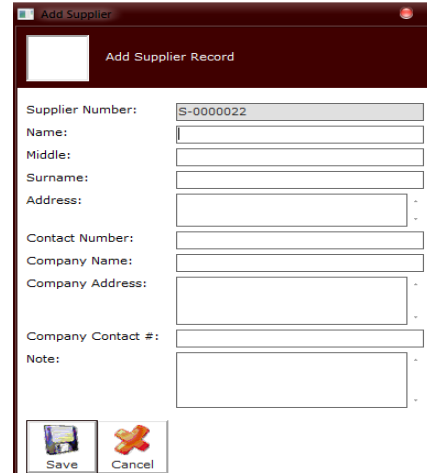 Add Supplier
Add Supplier Record
Supplier Number: S-0000022
Name:
Middle:
Surname:
Address:
Contact Number:
Company Name:
Company Address:
Company Contact #:
Note:
Save Cancel